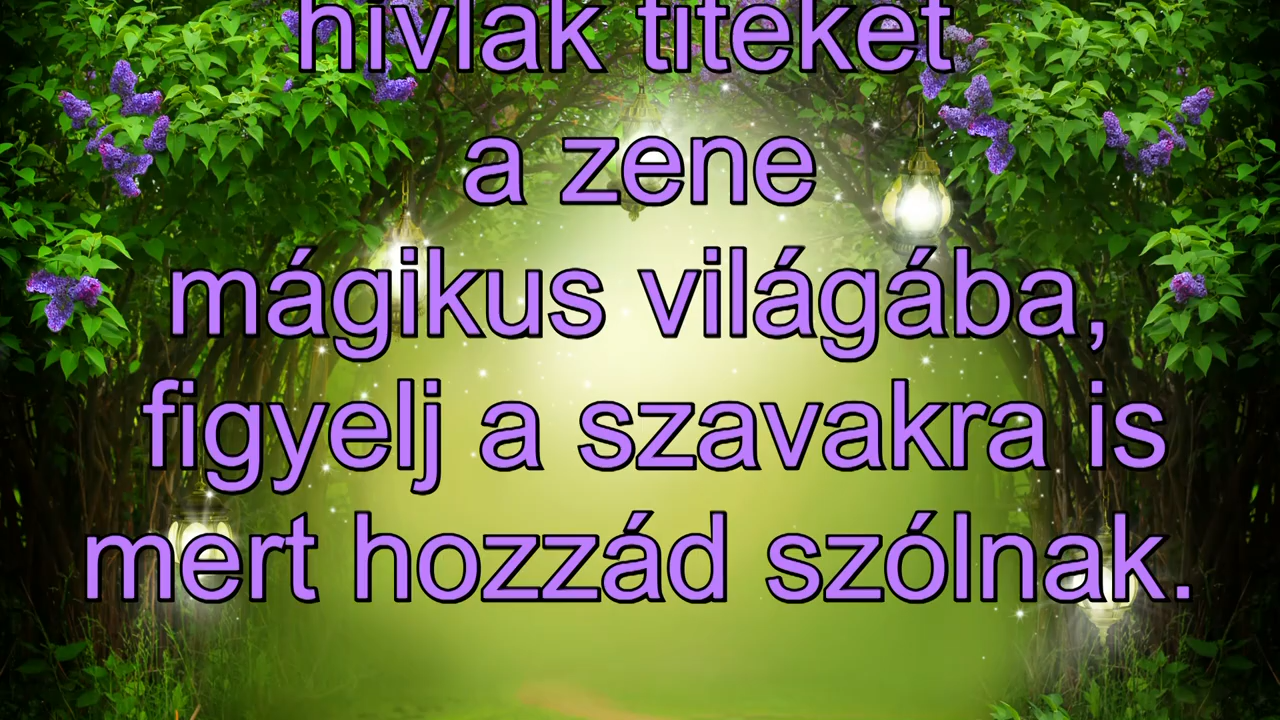 hívlak titeket
a zene
mágikus világába,
figyelj a szavakra is
mert hozzád szólnak.